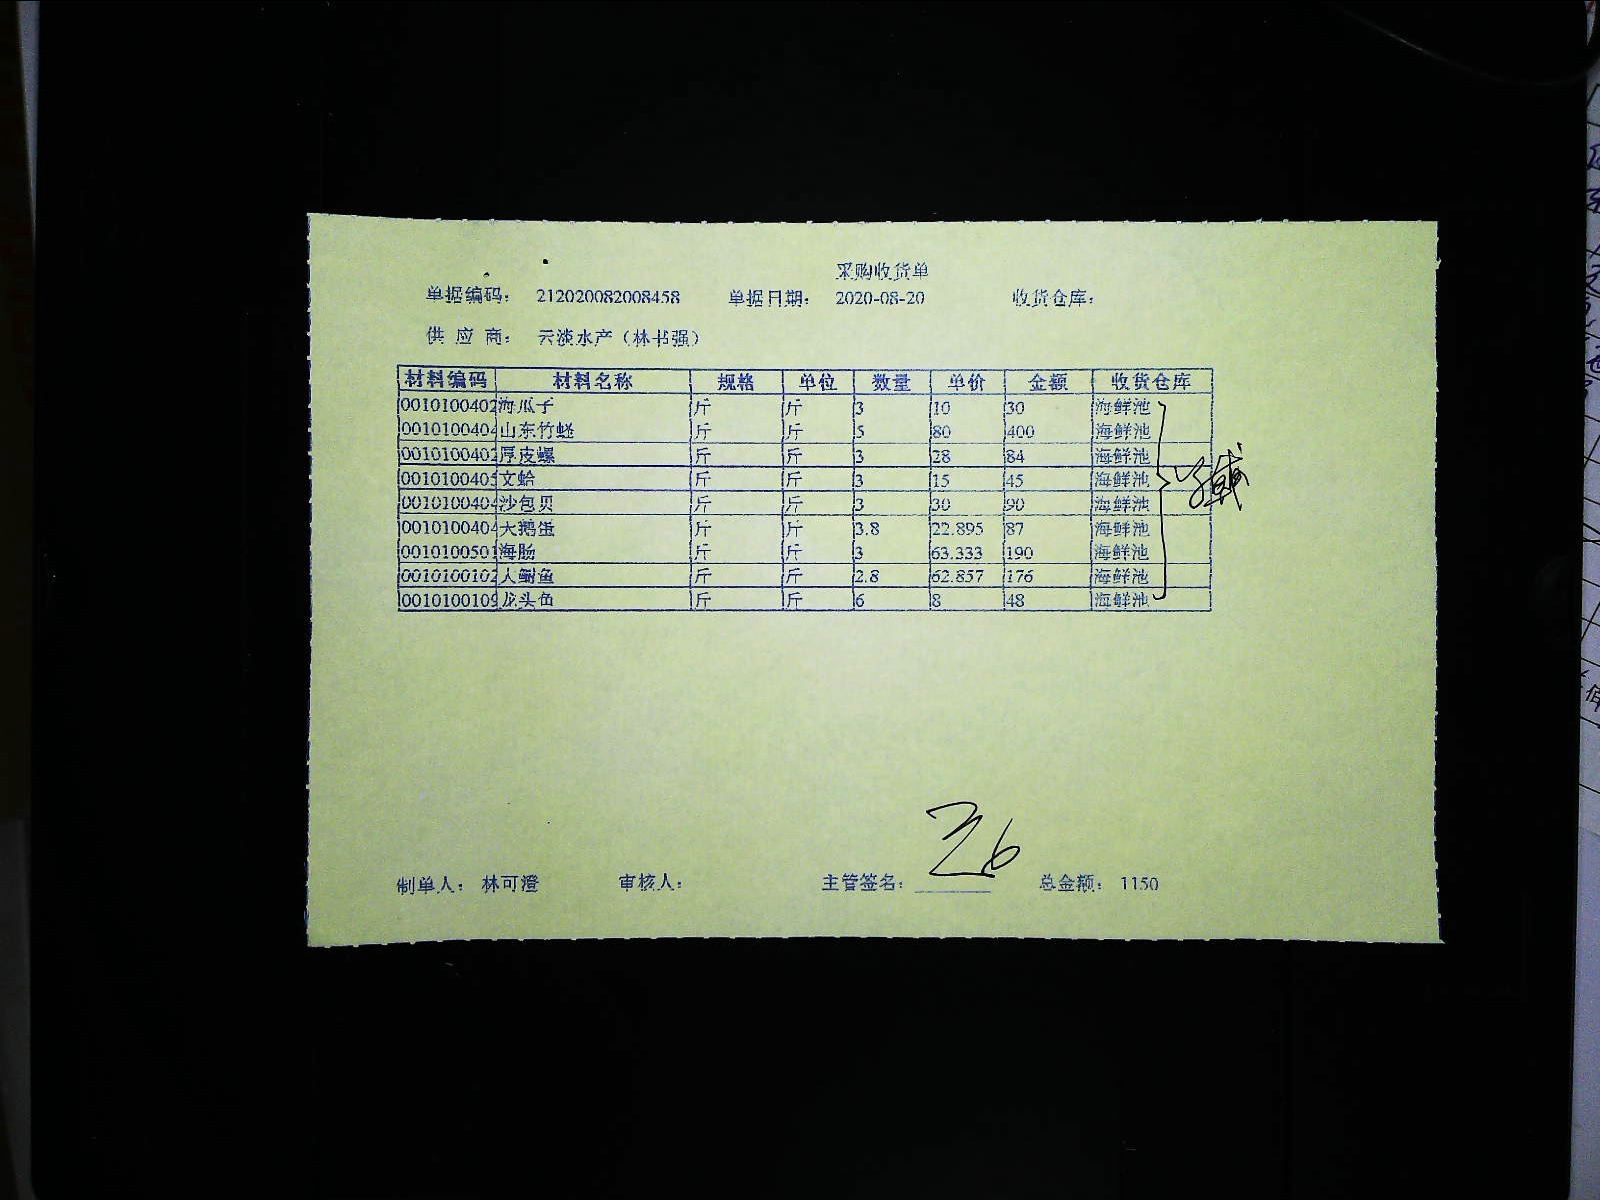 采购收货单
单据编码： 212020082008458 单据日期： 2020-08-20 收货仓库：
供 应 商： 云淡水产（林书强）
材料编码 材料名称 规格 单位 数量 单价 金额 收货仓库
0010100402 海瓜子 斤 斤 3 10 30 海鲜池
0010100404 山东竹蛏 斤 斤 5 80 400 海鲜池
0010100402 厚皮螺 斤 斤 3 28 84 海鲜池
0010100405 文蛤 斤 斤 3 15 45 海鲜池
0010100404 沙包贝 斤 斤 3 30 90 海鲜池
0010100404 大鹅蛋 斤 斤 3.8 22.895 87 海鲜池
0010100501 海肠 斤 斤 3 63.333 190 海鲜池
0010100102 鱼 斤 斤 2.8 62.857 176 海鲜池
0010100109 龙头鱼 斤 斤 6 8 48 海鲜池
制单人： 林可澄 审核人： 主管签名： 总金额： 1150